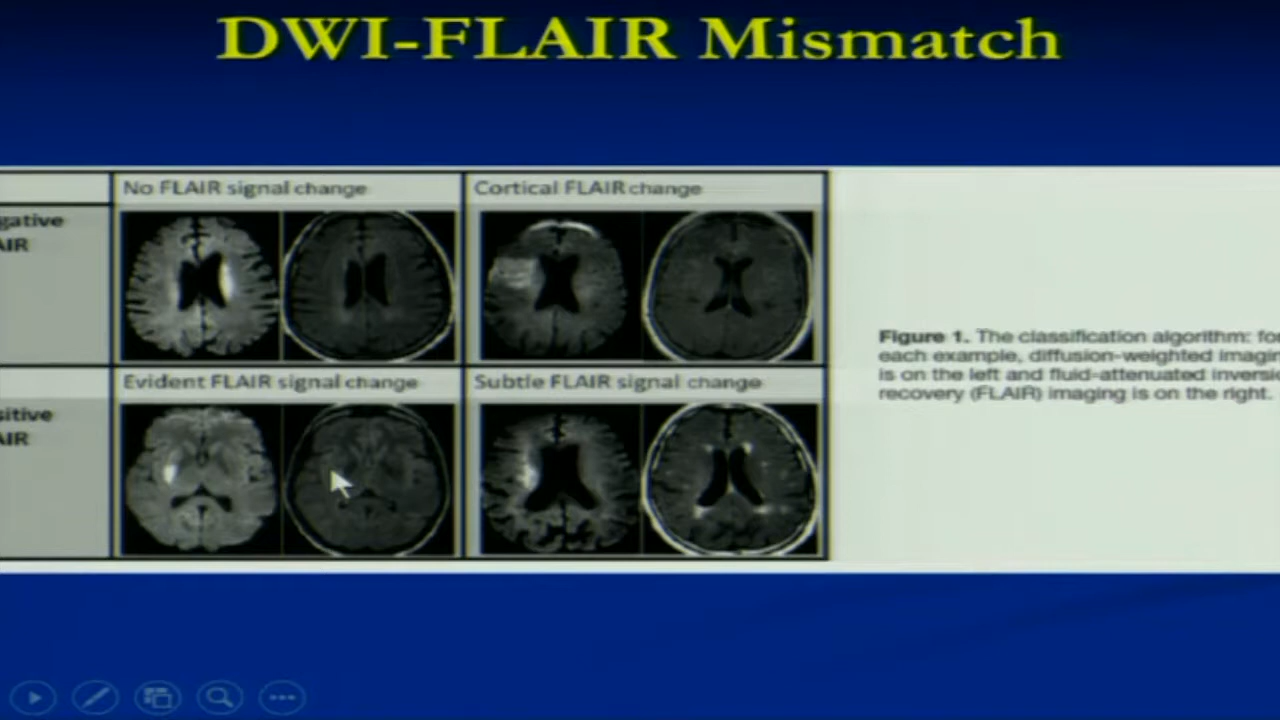 DWI-FLAIR Mismatch
No FLAIR signal change
Cortical FLAIR change
gative
AIR
Evident FLAIR signal change
Subtle FLAIR signal change
sitive
AIR
Figure 1. The classification algorithm: fo
each example, diffusion-weighted imagin
is on the left and fluid-attenuated inversi
recovery (FLAIR) imaging is on the right.